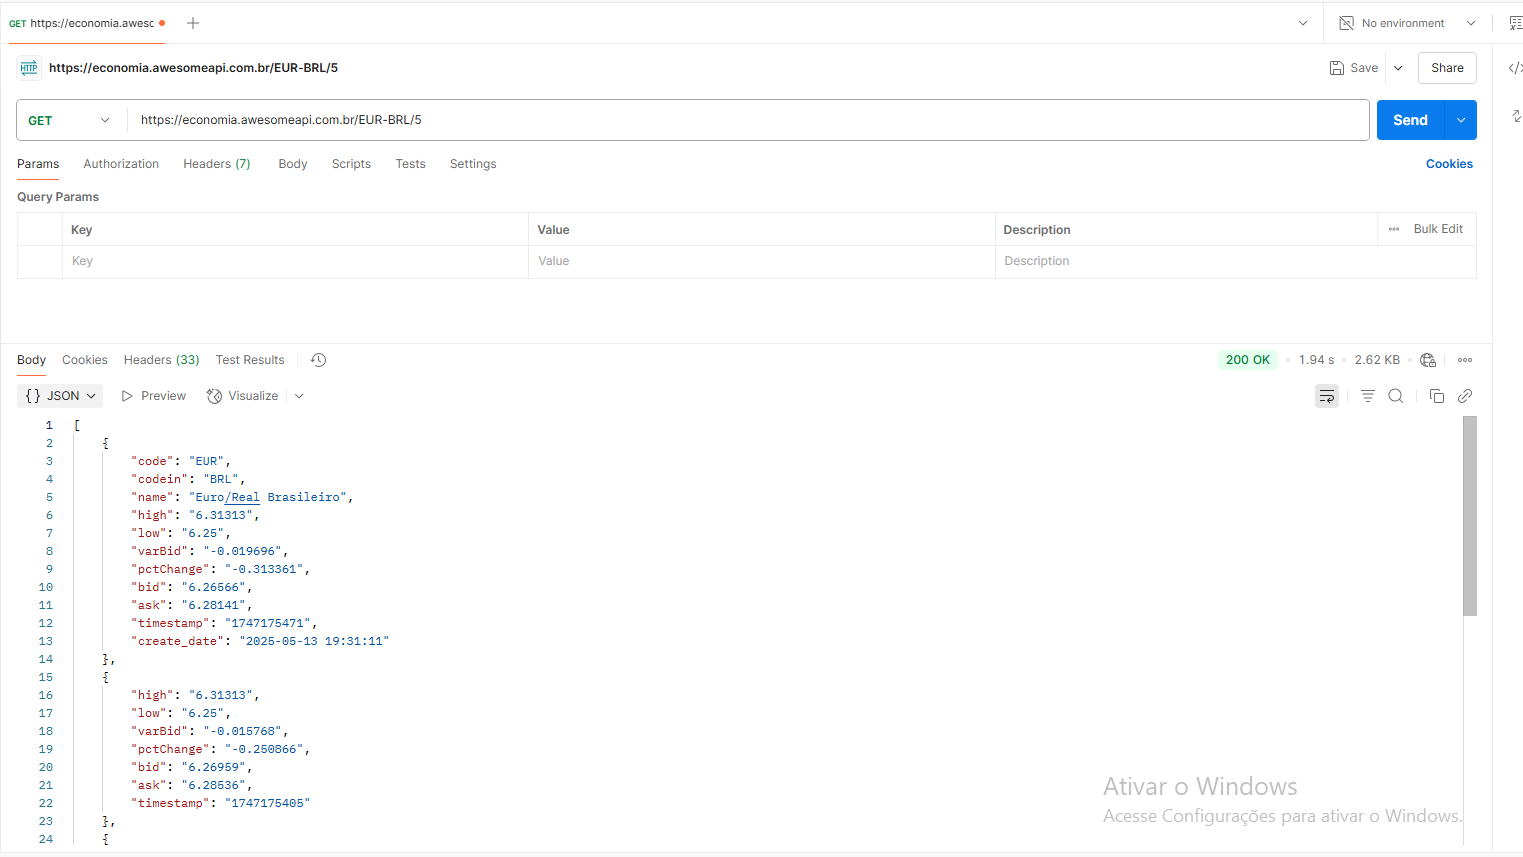 GET https://economia.awesc
No environment
HTTP https://economia.awesomeapi.com.br/EUR-BRL/5
Save
Share
GET https://economia.awesomeapi.com.br/EUR-BRL/5
Send
Params Authorization Headers (7) Body Scripts Tests Settings
Cookies
Query Params
Key Value Description Bulk Edit
Key Value Description
Body Cookies Headers (33) Test Results
200 OK 1.94 s 2.62 KB
{} JSON Preview Visualize
1 [
2 {
3 "code": "EUR",
4 "codein": "BRL",
5 "name": "Euro/Real Brasileiro",
6 "high": "6.31313",
7 "low": "6.25",
8 "varBid": "-0.019696",
9 "pctChange": "-0.313361",
10 "bid": "6.26566",
11 "ask": "6.28141",
12 "timestamp": "1747175471",
13 "create_date": "2025-05-13 19:31:11"
14 },
15 {
16 "high": "6.31313",
17 "low": "6.25",
18 "varBid": "-0.015768",
19 "pctChange": "-0.250866",
20 "bid": "6.26959",
21 "ask": "6.28536",
22 "timestamp": "1747175405"
23 },
24 {
Ativar o Windows
Acesse Configurações para ativar o Windows.